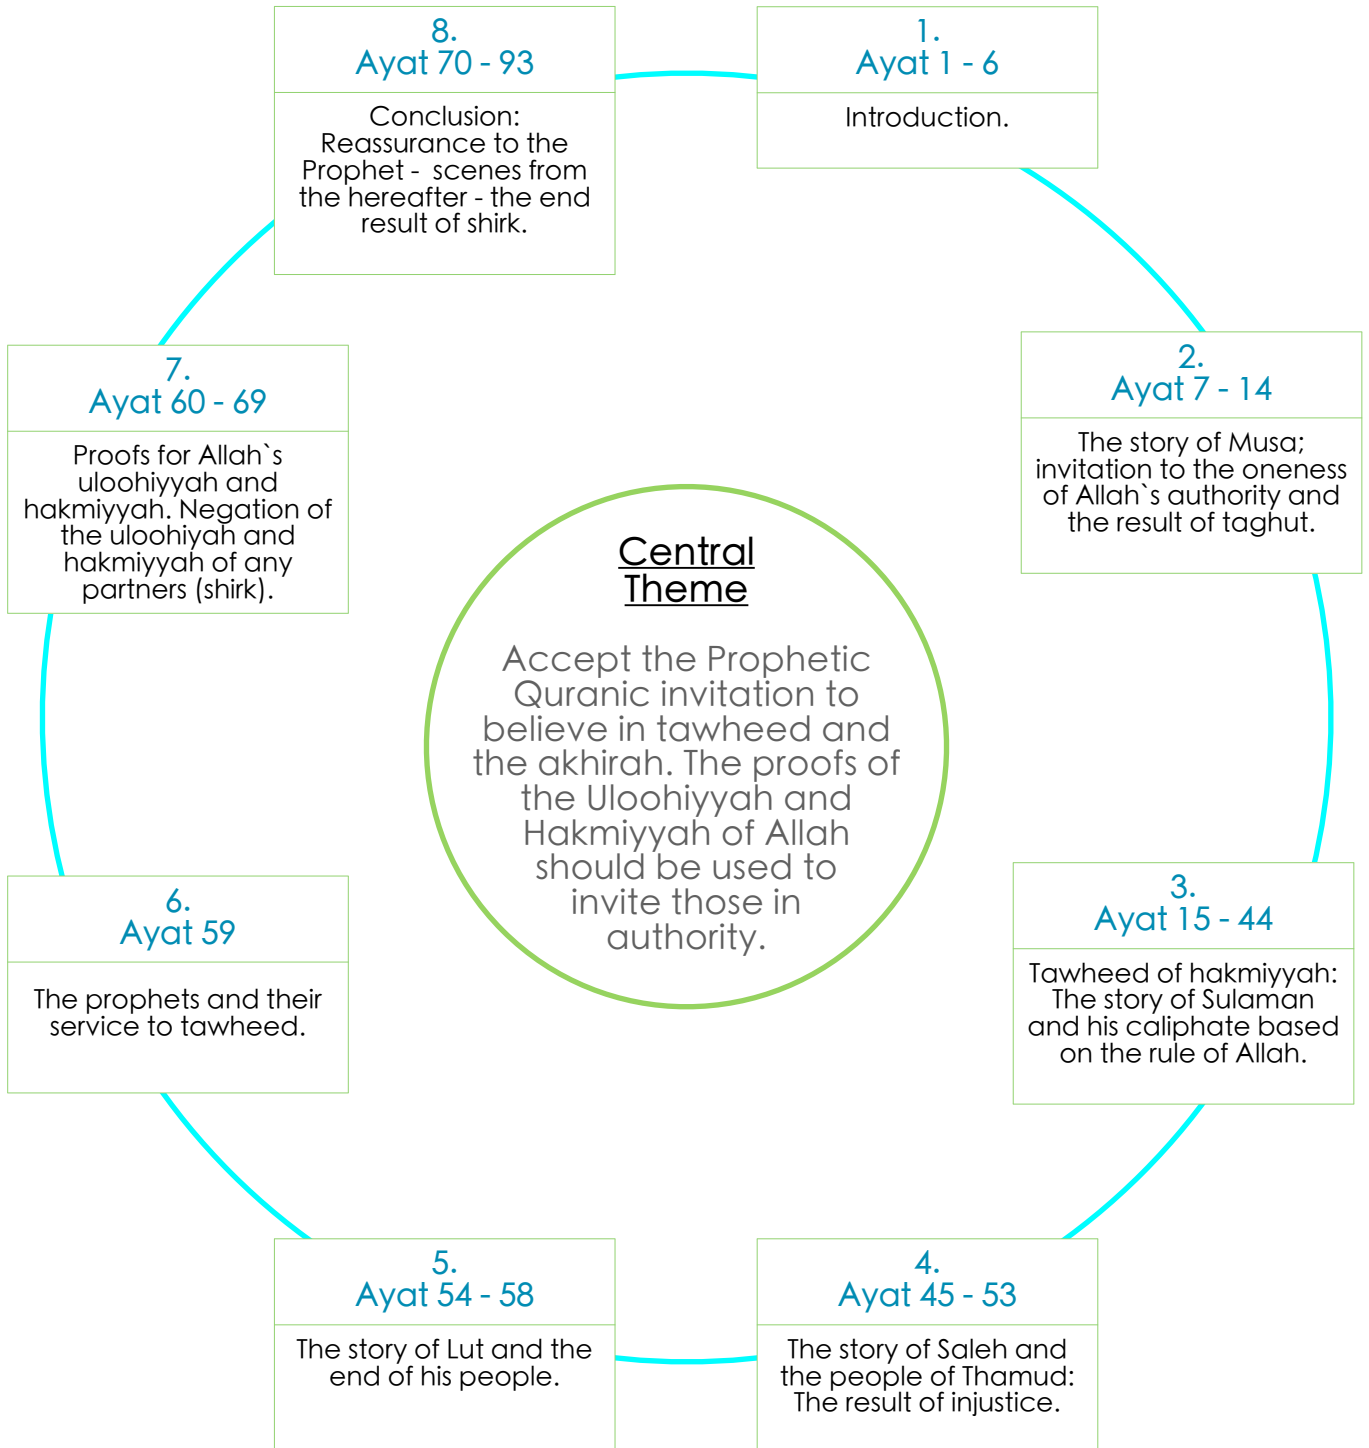 1.
Ayat 1 - 6
Introduction.
2.
Ayat 7 - 14
The story of Musa;
invitation to the oneness
of Allah`s authority and
the result of taghut.
3.
Ayat 15 - 44
Tawheed of hakmiyyah:
The story of Sulaman
and his caliphate based
on the rule of Allah.
4.
Ayat 45 - 53
The story of Saleh and
the people of Thamud:
The result of injustice.
5.
Ayat 54 - 58
The story of Lut and the
end of his people.
6.
Ayat 59
The prophets and their
service to tawheed.
7.
Ayat 60 - 69
Proofs for Allah`s
uloohiyyah and
hakmiyyah. Negation of
the uloohiyah and
hakmiyyah of any
partners (shirk).
8.
Ayat 70 - 93
Conclusion:
Reassurance to the
Prophet -  scenes from
the hereafter - the end
result of shirk.
Central
Theme
Accept the Prophetic
Quranic invitation to
believe in tawheed and
the akhirah. The proofs of
the Uloohiyyah and
Hakmiyyah of Allah
should be used to
invite those in
authority.